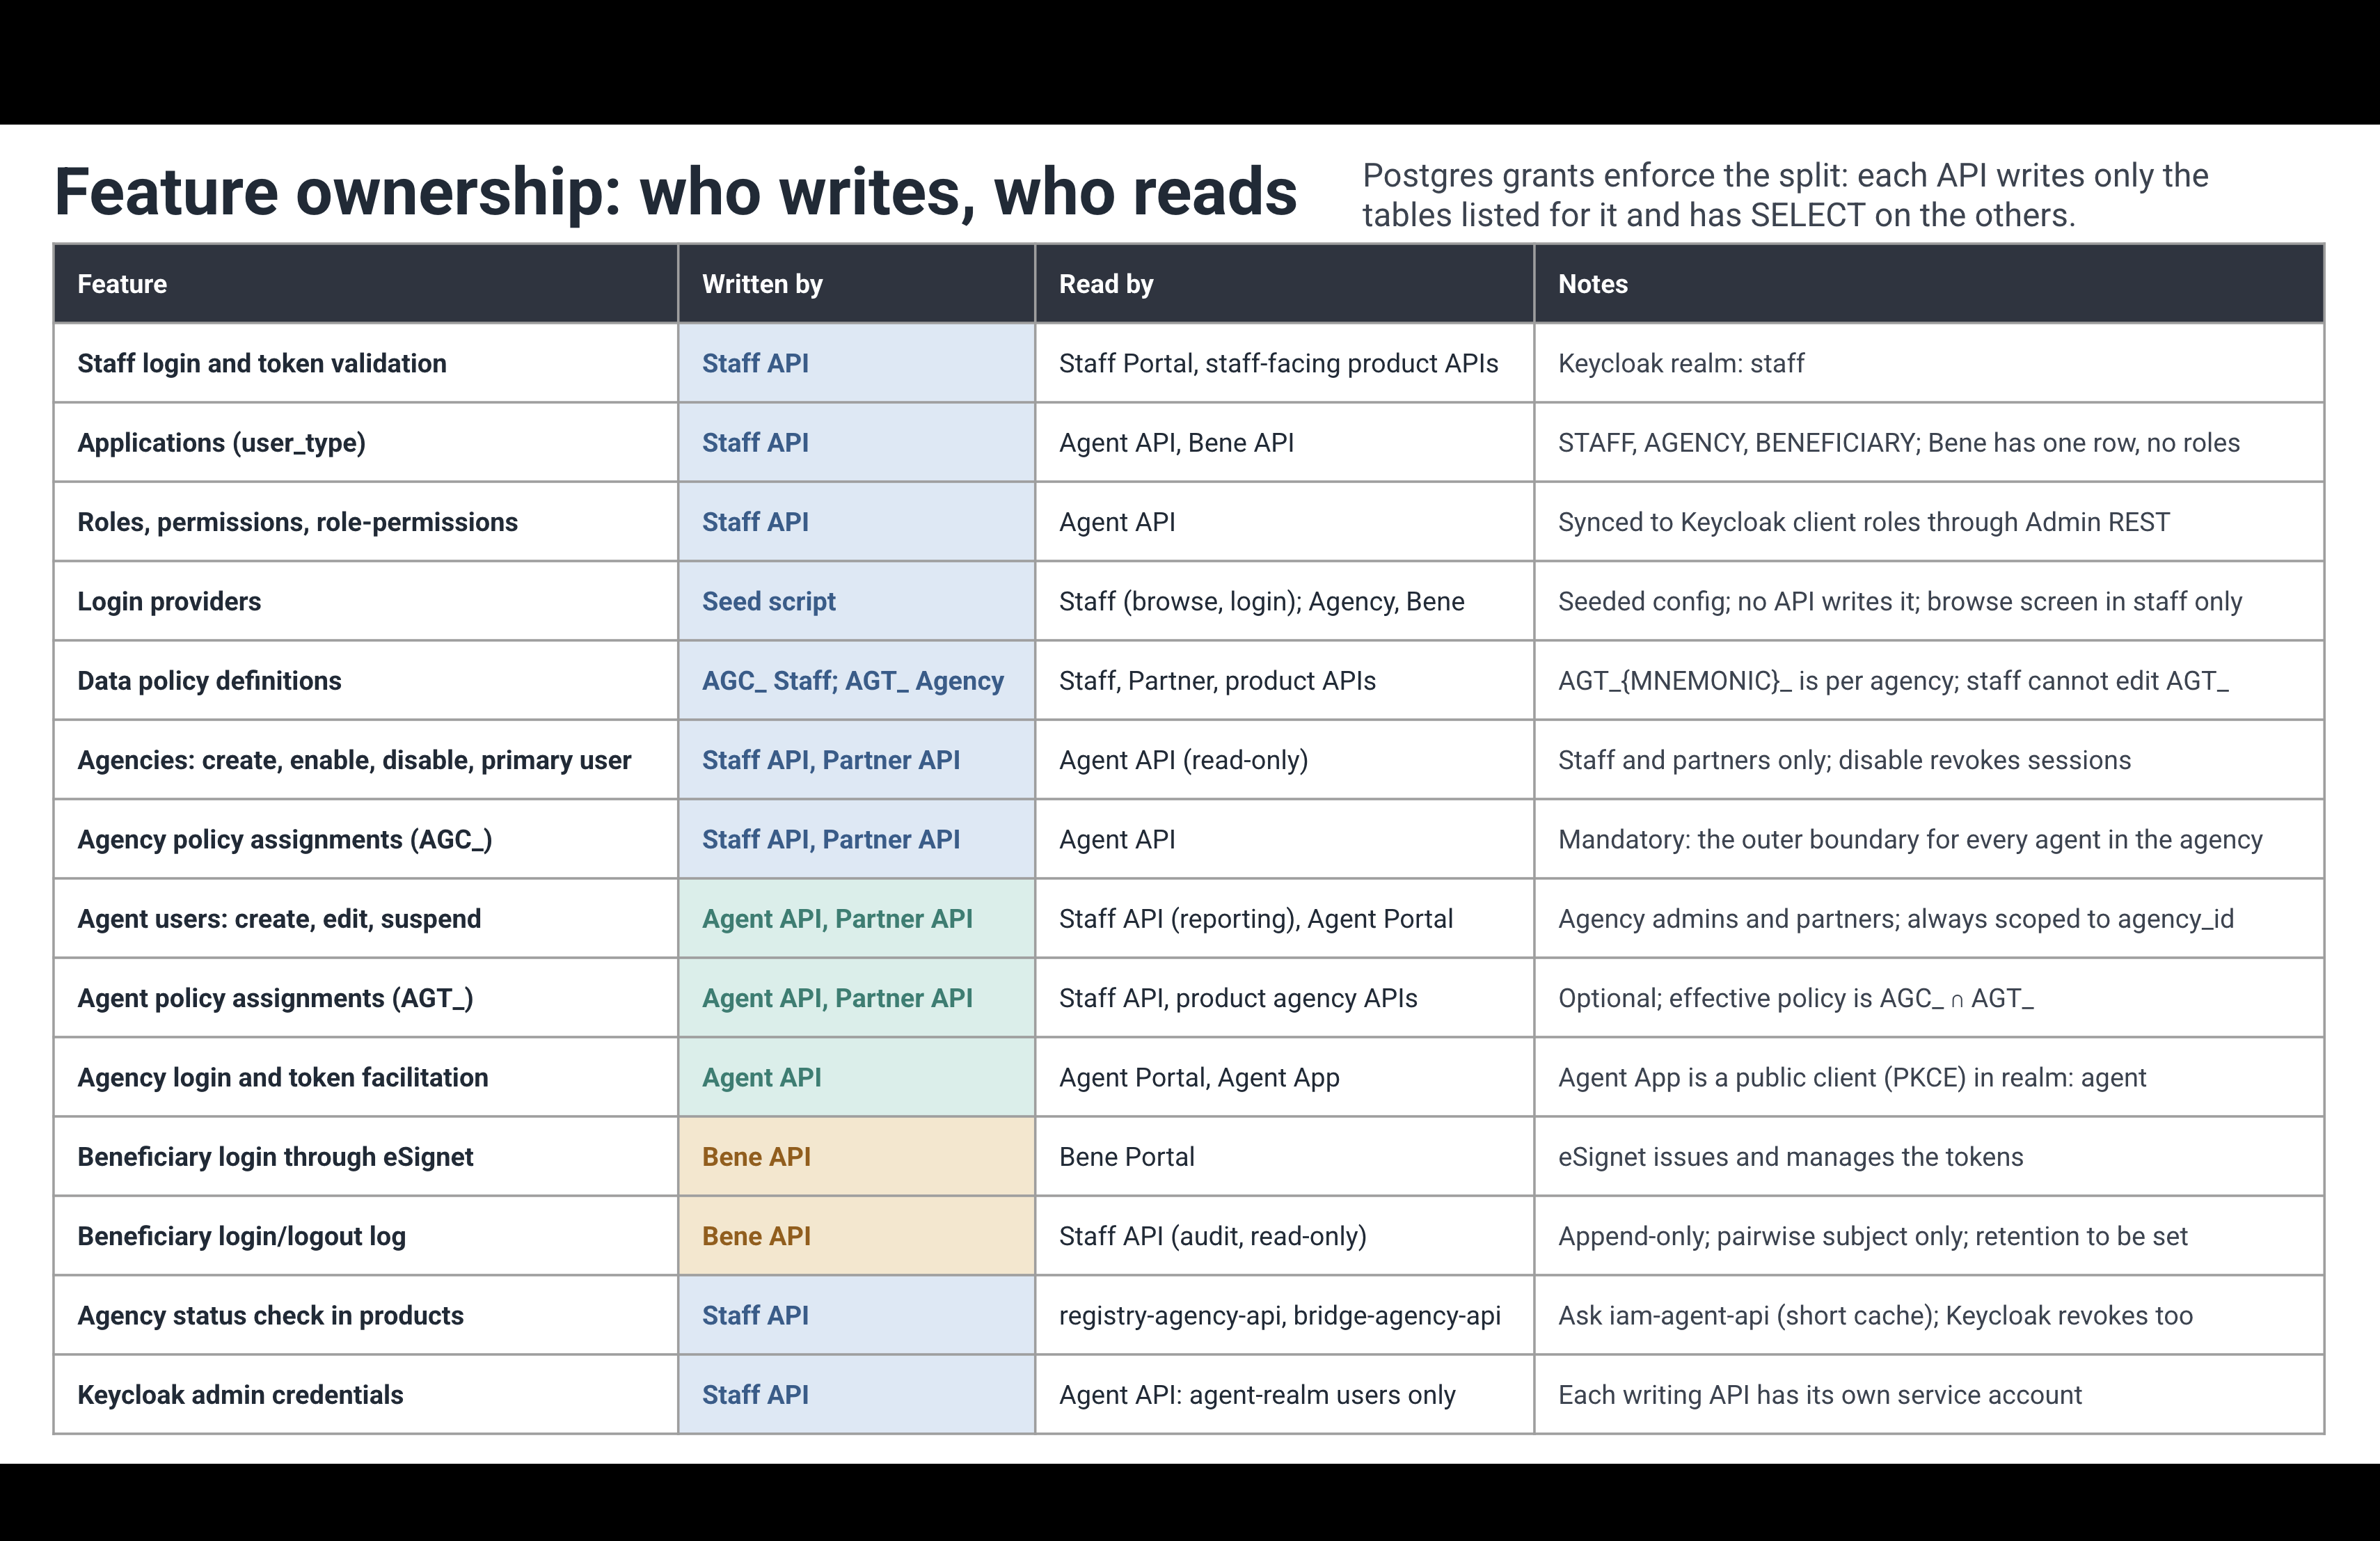 Feature ownership: who writes, who reads
Postgres grants enforce the split: each API writes only the
tables listed for it and has SELECT on the others.
Feature Written by Read by Notes
Staff login and token validation Staff API Staff Portal, staff-facing product APIs Keycloak realm: staff
Applications (user_type) Staff API Agent API, Bene API STAFF, AGENCY, BENEFICIARY; Bene has one row, no roles
Roles, permissions, role-permissions Staff API Agent API Synced to Keycloak client roles through Admin REST
Login providers Seed script Staff (browse, login); Agency, Bene Seeded config; no API writes it; browse screen in staff only
Data policy definitions AGC_ Staff; AGT_ Agency Staff, Partner, product APIs AGT_{MNEMONIC}_ is per agency; staff cannot edit AGT_
Agencies: create, enable, disable, primary user Staff API, Partner API Agent API (read-only) Staff and partners only; disable revokes sessions
Agency policy assignments (AGC_) Staff API, Partner API Agent API Mandatory: the outer boundary for every agent in the agency
Agent users: create, edit, suspend Agent API, Partner API Staff API (reporting), Agent Portal Agency admins and partners; always scoped to agency_id
Agent policy assignments (AGT_) Agent API, Partner API Staff API, product agency APIs Optional; effective policy is AGC_ ∩ AGT_
Agency login and token facilitation Agent API Agent Portal, Agent App Agent App is a public client (PKCE) in realm: agent
Beneficiary login through eSignet Bene API Bene Portal eSignet issues and manages the tokens
Beneficiary login/logout log Bene API Staff API (audit, read-only) Append-only; pairwise subject only; retention to be set
Agency status check in products Staff API registry-agency-api, bridge-agency-api Ask iam-agent-api (short cache); Keycloak revokes too
Keycloak admin credentials Staff API Agent API: agent-realm users only Each writing API has its own service account